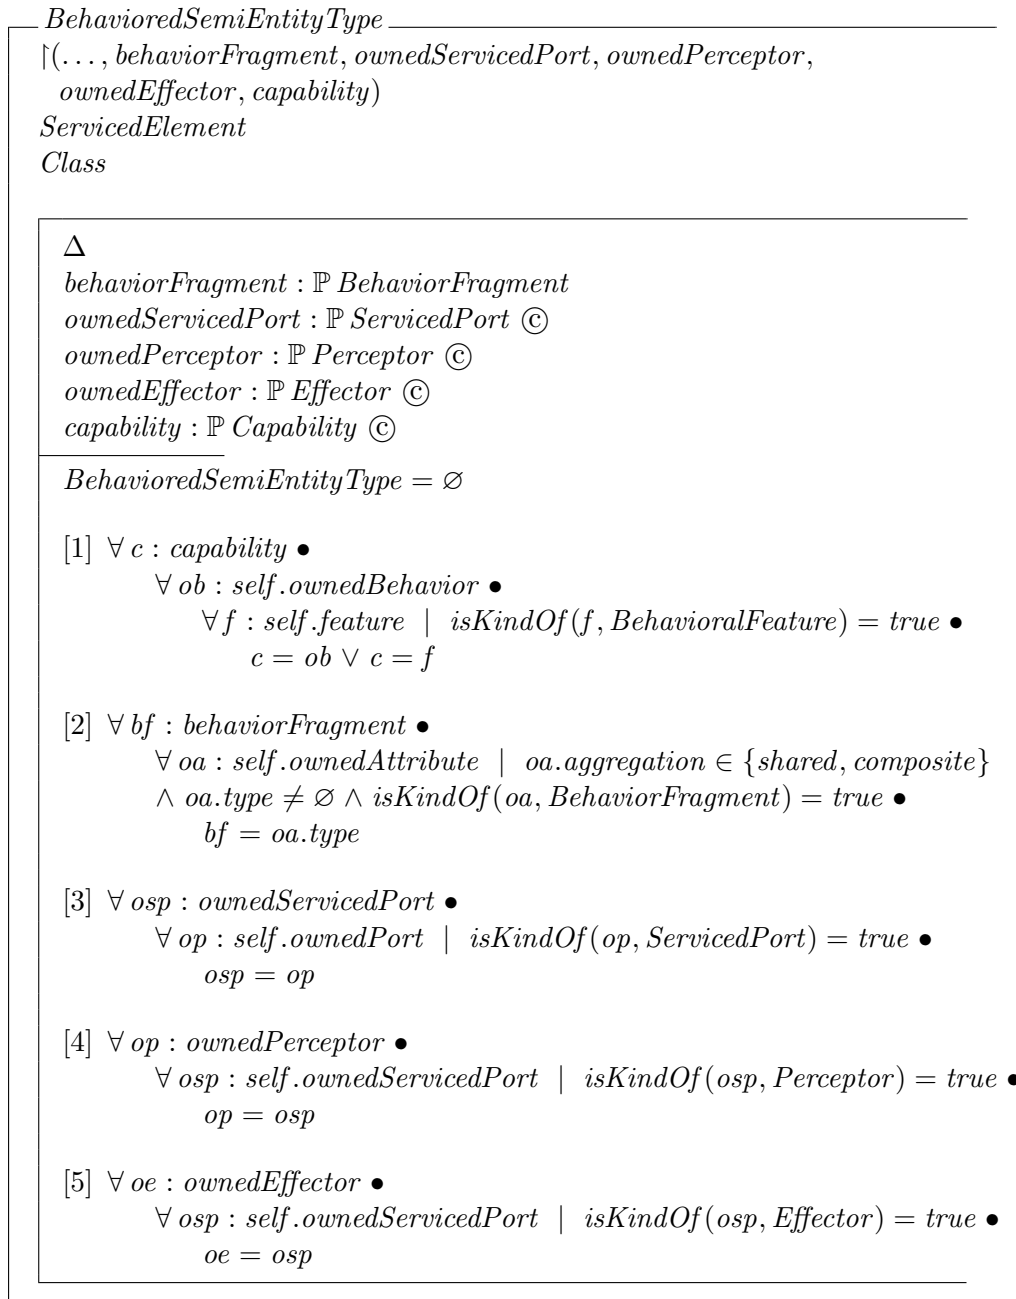 BehavioredSemiEntityType
↾(…, behaviorFragment, ownedServicedPort, ownedPerceptor,
ownedEffector, capability)
ServicedElement
Class
Δ
behaviorFragment : ℙ BehaviorFragment
ownedServicedPort : ℙ ServicedPort ⓒ
ownedPerceptor : ℙ Perceptor ⓒ
ownedEffector : ℙ Effector ⓒ
capability : ℙ Capability ⓒ
BehavioredSemiEntityType = ∅
[1] ∀ c : capability •
∀ ob : self.ownedBehavior •
∀ f : self.feature | isKindOf(f, BehavioralFeature) = true •
c = ob ∨ c = f
[2] ∀ bf : behaviorFragment •
∀ oa : self.ownedAttribute | oa.aggregation ∈ {shared, composite}
∧ oa.type ≠ ∅ ∧ isKindOf(oa, BehaviorFragment) = true •
bf = oa.type
[3] ∀ osp : ownedServicedPort •
∀ op : self.ownedPort | isKindOf(op, ServicedPort) = true •
osp = op
[4] ∀ op : ownedPerceptor •
∀ osp : self.ownedServicedPort | isKindOf(osp, Perceptor) = true •
op = osp
[5] ∀ oe : ownedEffector •
∀ osp : self.ownedServicedPort | isKindOf(osp, Effector) = true •
oe = osp